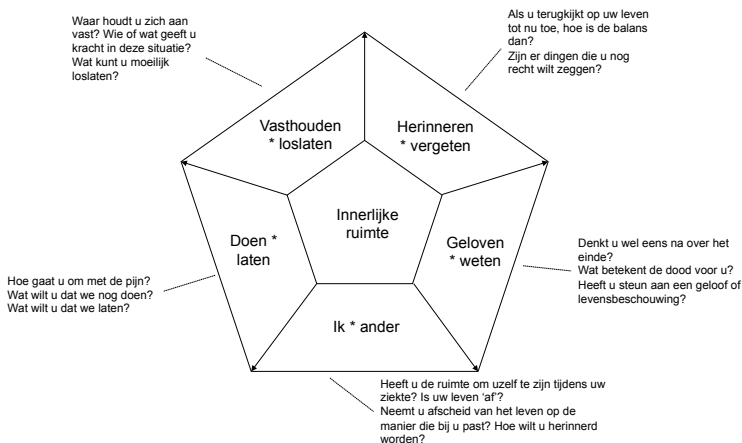 Waar houdt u zich aan
vast? Wie of wat geeft u
kracht in deze situatie?
Wat kunt u moeilijk
loslaten?
Als u terugkijkt op uw leven
tot nu toe, hoe is de balans
dan?
Zijn er dingen die u nog
recht wilt zeggen?
Vasthouden
* loslaten
Herinneren
* vergeten
Innerlijke
ruimte
Doen *
laten
Geloven
* weten
Ik * ander
Hoe gaat u om met de pijn?
Wat wilt u dat we nog doen?
Wat wilt u dat we laten?
Denkt u wel eens na over het
einde?
Wat betekent de dood voor u?
Heeft u steun aan een geloof of
levensbeschouwing?
Heeft u de ruimte om uzelf te zijn tijdens uw
ziekte? Is uw leven ‘af’?
Neemt u afscheid van het leven op de
manier die bij u past? Hoe wilt u herinnerd
worden?